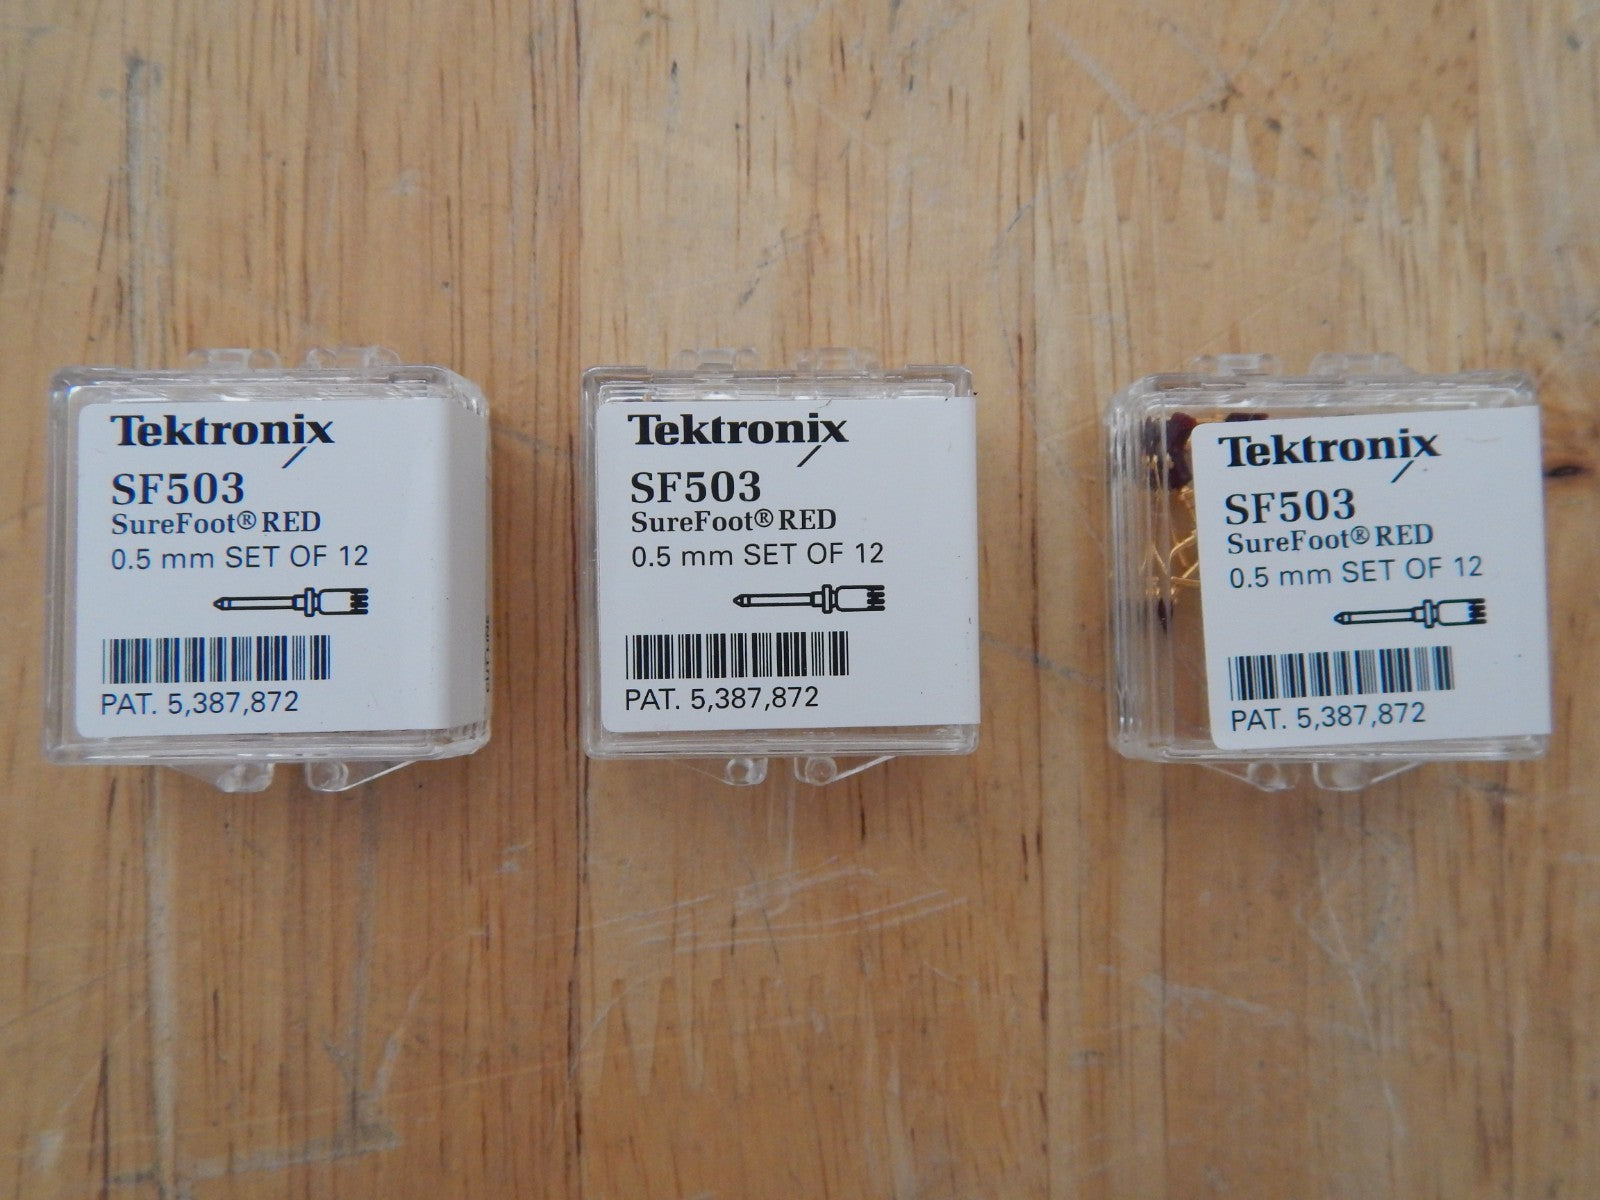 Tektronix
SF503
SureFoot® RED
0.5 mm SET OF 12
PAT. 5,387,872
Tektronix
SF503
SureFoot® RED
0.5 mm SET OF 12
PAT. 5,387,872
Tektronix
SF503
SureFoot® RED
0.5 mm SET OF 12
PAT. 5,387,872